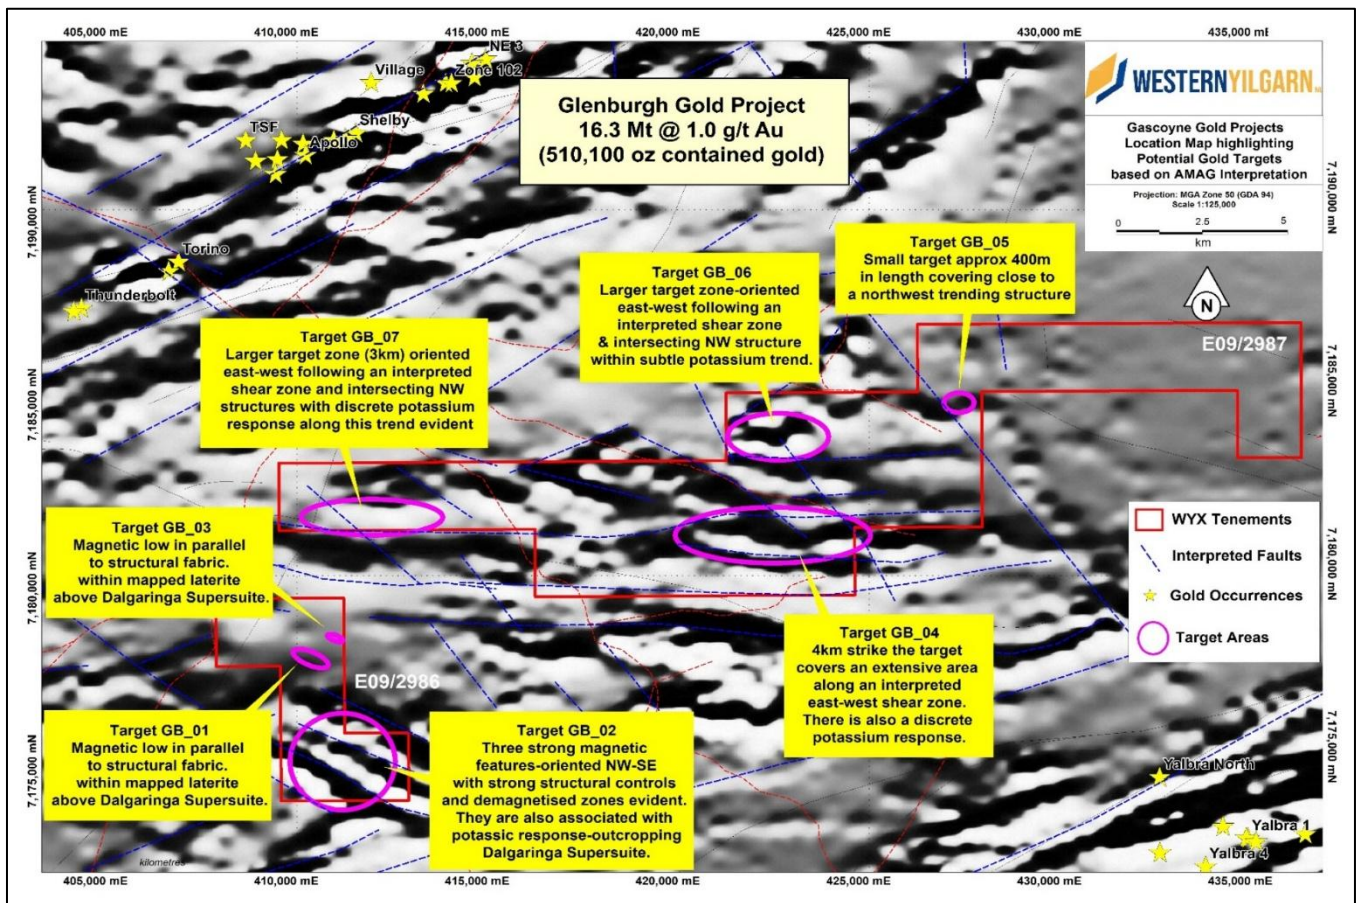 405,000 mE
410,000 mE
415,000 mE
420,000 mE
425,000 mE
430,000 mE
435,000 mE
NE 3
Zone 102
Village
Shelby
TSF
Apollo
Torino
Thunderbolt
Glenburgh Gold Project
16.3 Mt @ 1.0 g/t Au
(510,100 oz contained gold)
WESTERNYILGARN
Gascoyne Gold Projects
Location Map highlighting
Potential Gold Targets
based on AMAG Interpretation
Projection: MGA Zone 50 (GDA 94)
Scale 1:125,000
0 2.5 5
km
N
7,190,000 mN
7,190,000 mN
7,185,000 mN
7,185,000 mN
7,180,000 mN
7,180,000 mN
7,175,000 mN
7,175,000 mN
Target GB_05
Small target approx 400m
in length covering close to
a northwest trending structure
Target GB_06
Larger target zone-oriented
east-west following an
interpreted shear zone
& intersecting NW structure
within subtle potassium trend.
Target GB_07
Larger target zone (3km) oriented
east-west following an interpreted
shear zone and intersecting NW
structures with discrete potassium
response along this trend evident
E09/2987
Target GB_03
Magnetic low in parallel
to structural fabric.
within mapped laterite
above Dalgaringa Supersuite.
WYX Tenements
Interpreted Faults
Gold Occurrences
Target Areas
Target GB_04
4km strike the target
covers an extensive area
along an interpreted
east-west shear zone.
There is also a discrete
potassium response.
E09/2986
Target GB_01
Magnetic low in parallel
to structural fabric.
within mapped laterite
above Dalgaringa Supersuite.
Target GB_02
Three strong magnetic
features-oriented NW-SE
with strong structural controls
and demagnetised zones evident.
They are also associated with
potassic response-outcropping
Dalgaringa Supersuite.
Yalbra North
Yalbra 1
Yalbra 4
kilometres
405,000 mE
410,000 mE
415,000 mE
420,000 mE
425,000 mE
430,000 mE
435,000 mE